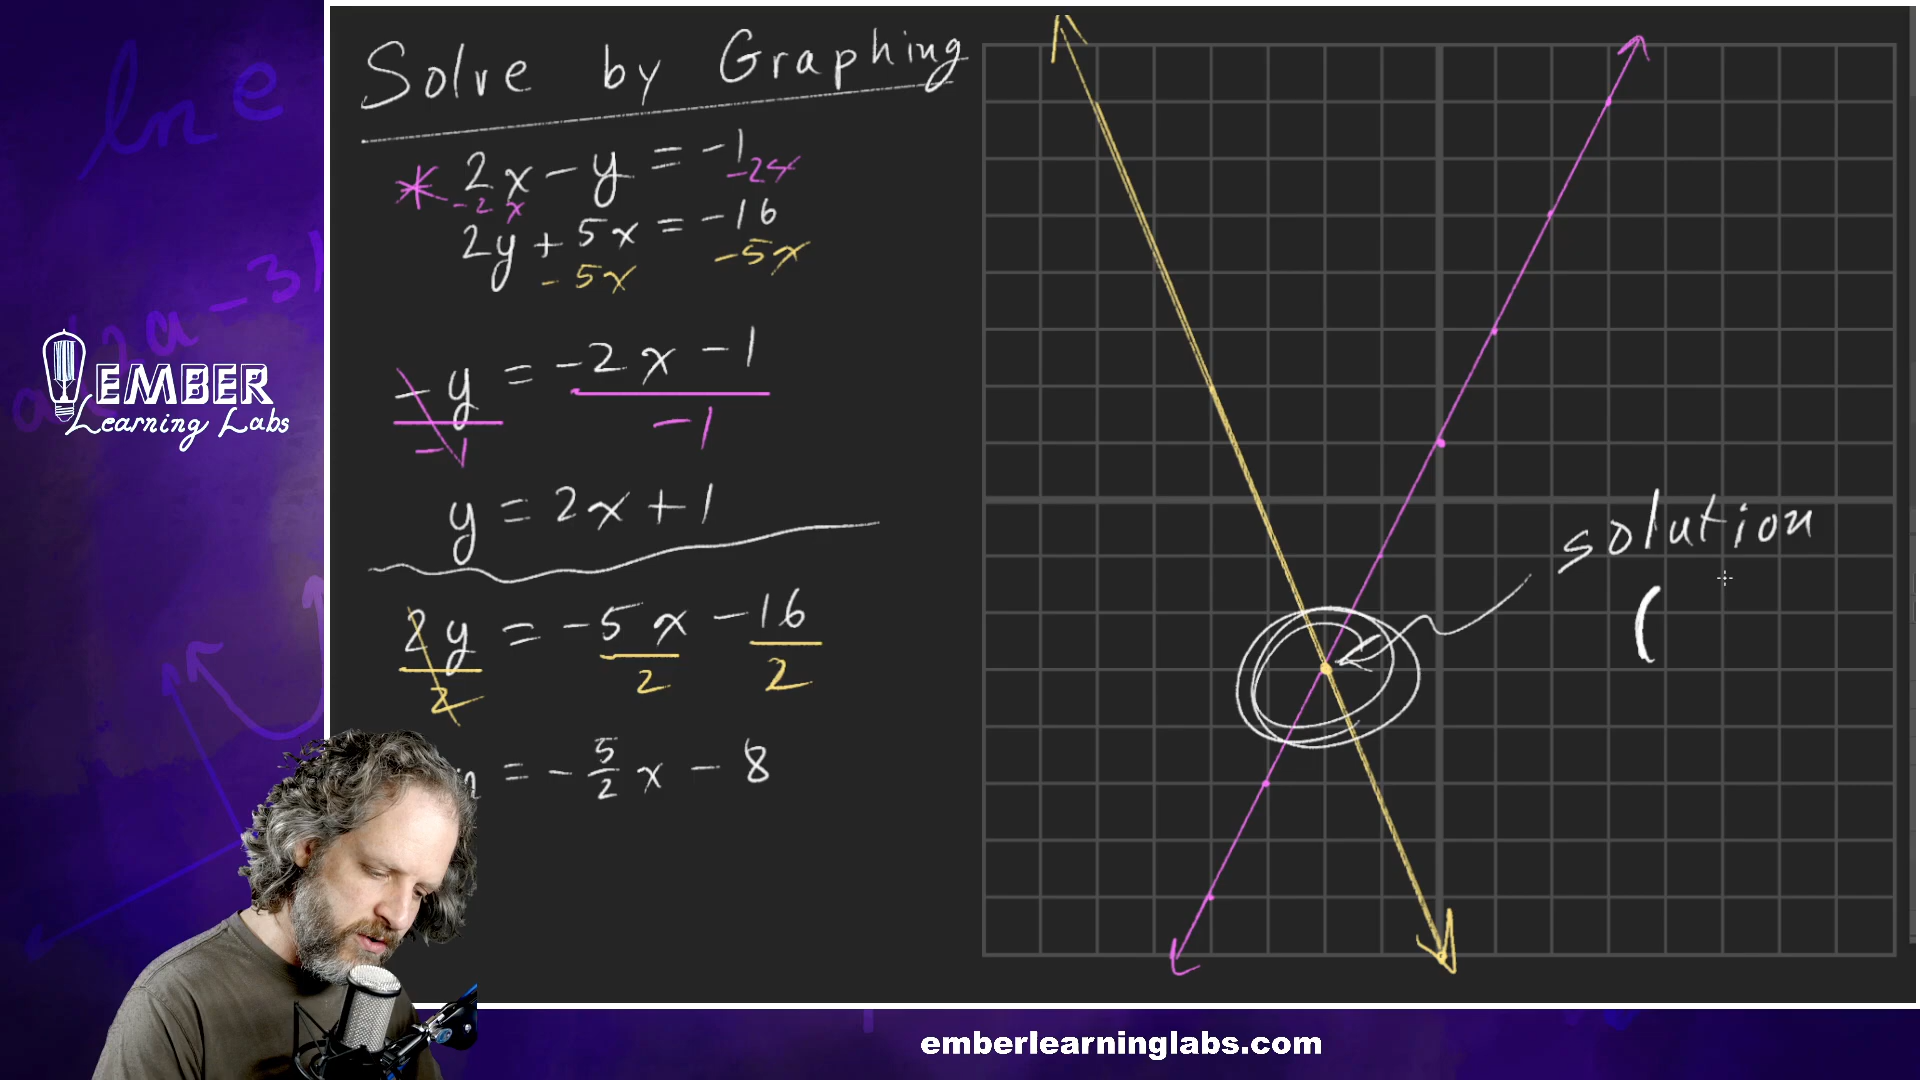 Solve by Graphing
* 2x - y = -1
-2x -2x
2y + 5x = -16
- 5x -5x
-y = -2x - 1
-1 -1
y = 2x + 1
2y = -5x - 16
2 2 2
= - 5/2 x - 8
solution
(
EMBER
Learning Labs
ln e
emberlearninglabs.com